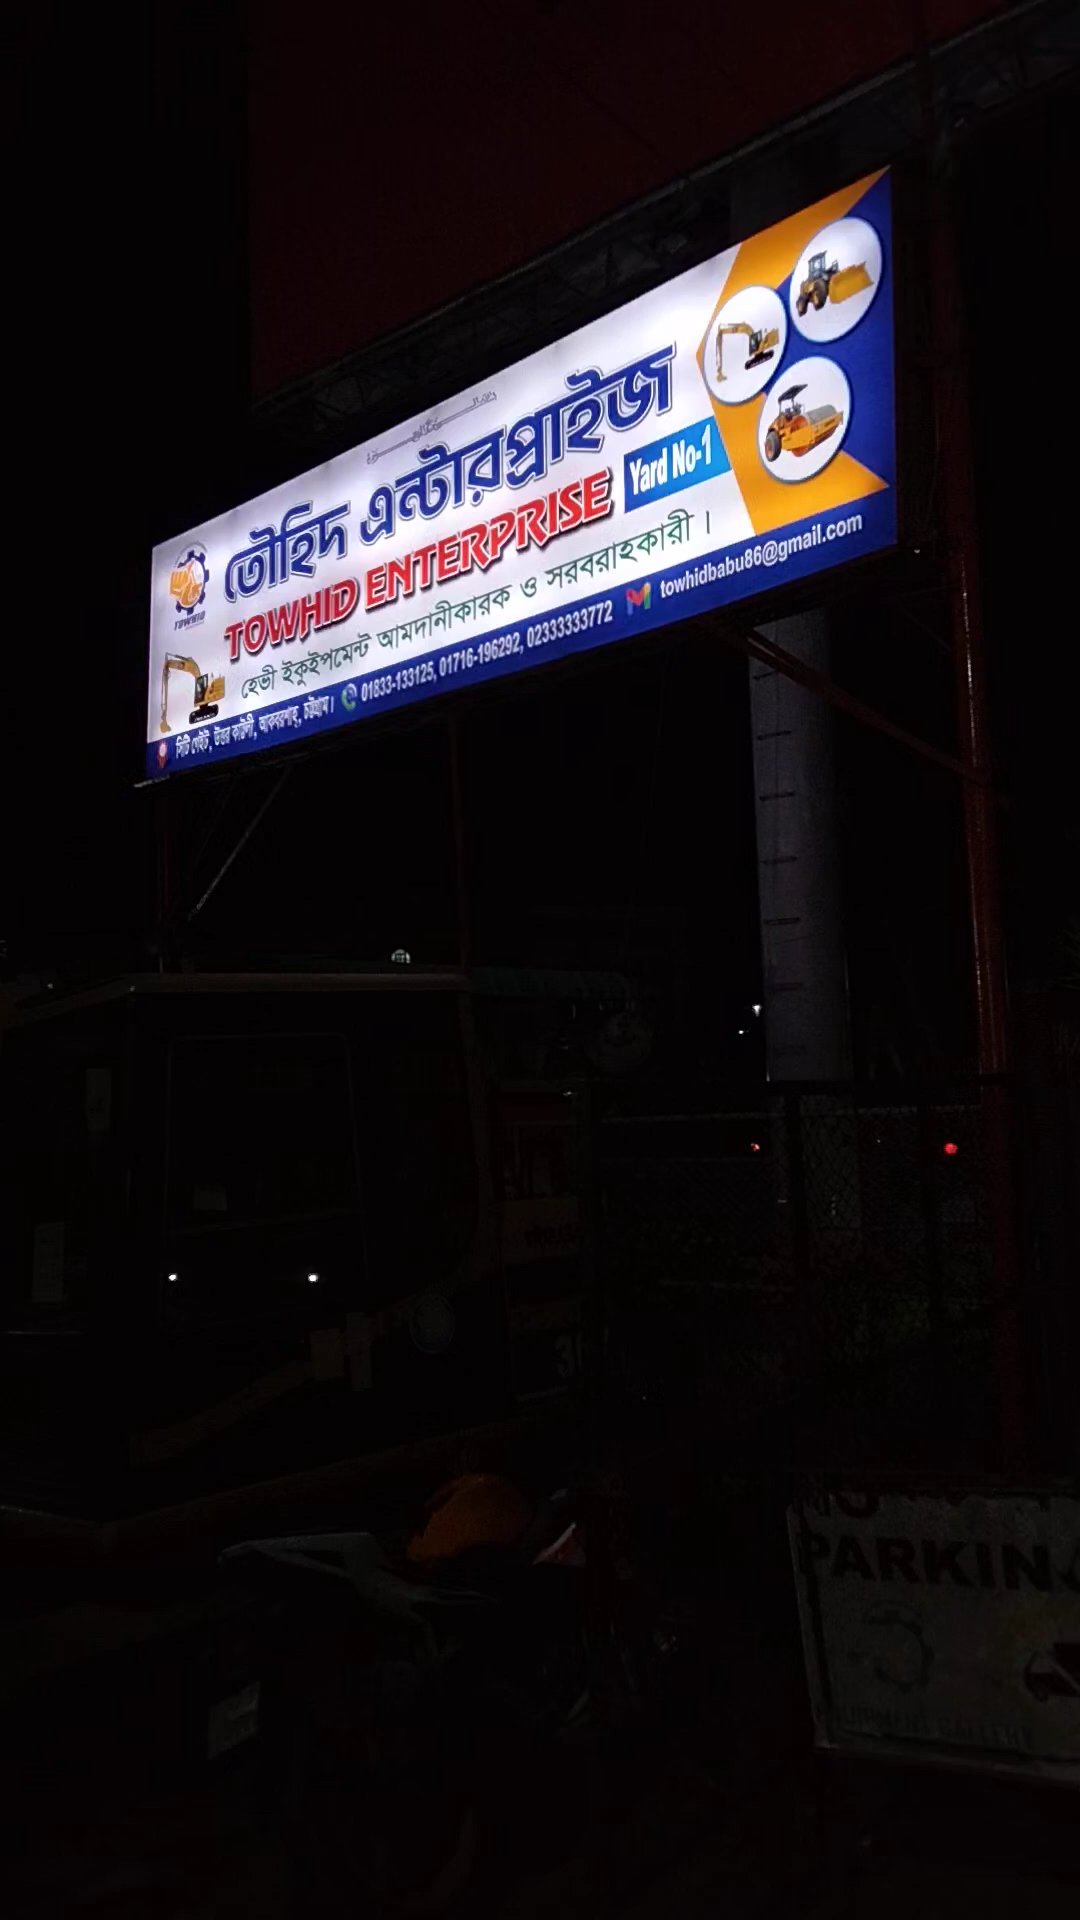 তৌহিদ এন্টারপ্রাইজ
TOWHID ENTERPRISE
Yard No-1
TOWHID
হেভী ইকুইপমেন্ট আমদানীকারক ও সরবরাহকারী।
সিটি গেইট, উত্তর কাট্টলী, আকবরশাহ্, চট্টগ্রাম। 01833-133125, 01716-196292, 02333333772 towhidbabu86@gmail.com
PARKIN